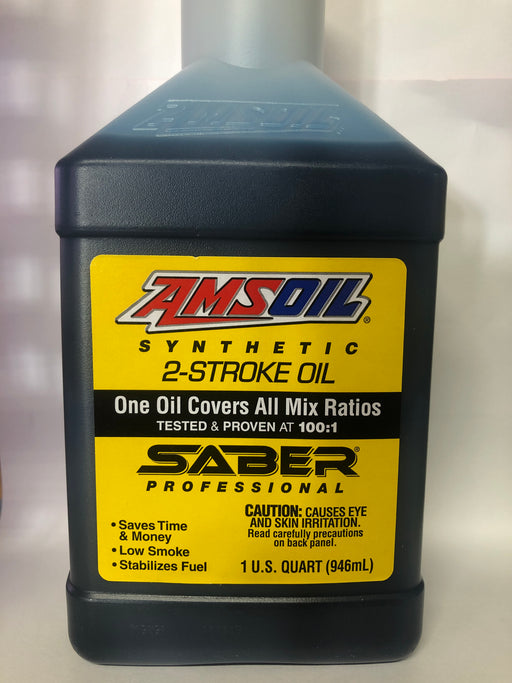 AMSOIL
AMSOIL®
SYNTHETIC
2-STROKE OIL
One Oil Covers All Mix Ratios
TESTED & PROVEN AT 100:1
SABER®
PROFESSIONAL
• Saves Time
& Money
• Low Smoke
• Stabilizes Fuel
CAUTION: CAUSES EYE
AND SKIN IRRITATION.
Read carefully precautions
on back panel.
1 U.S. QUART (946mL)